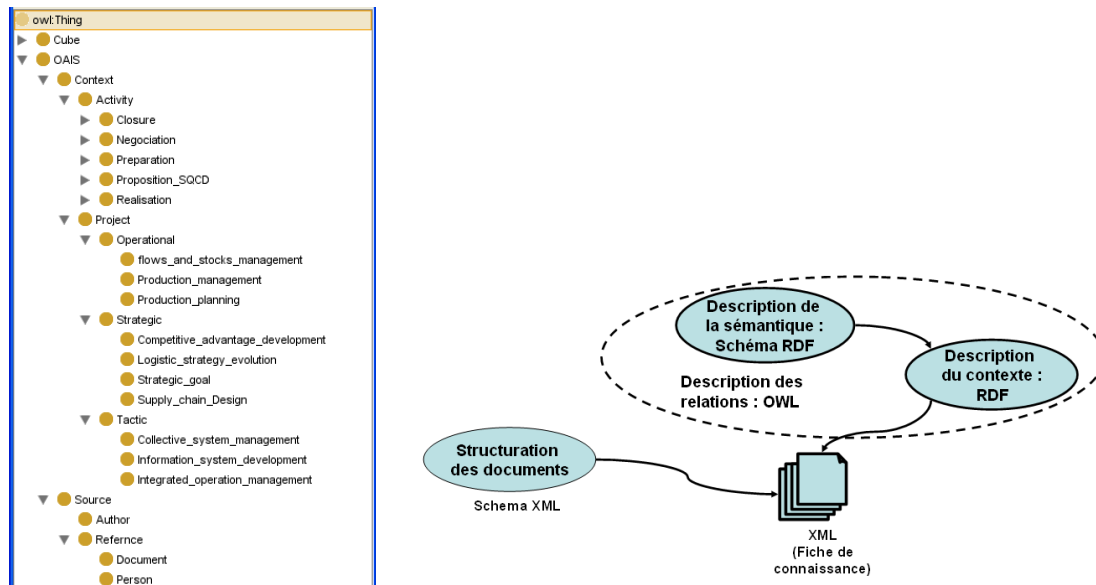 owl:Thing
Cube
OAIS
Context
Activity
Closure
Negociation
Preparation
Proposition_SQCD
Realisation
Project
Operational
flows_and_stocks_management
Production_management
Production_planning
Strategic
Competitive_advantage_development
Logistic_strategy_evolution
Strategic_goal
Supply_chain_Design
Tactic
Collective_system_management
Information_system_development
Integrated_operation_management
Source
Author
Refernce
Document
Person
Description de
la sémantique :
Schéma RDF
Description
du contexte :
RDF
Description des
relations : OWL
Structuration
des documents
Schema XML
XML
(Fiche de
connaissance)